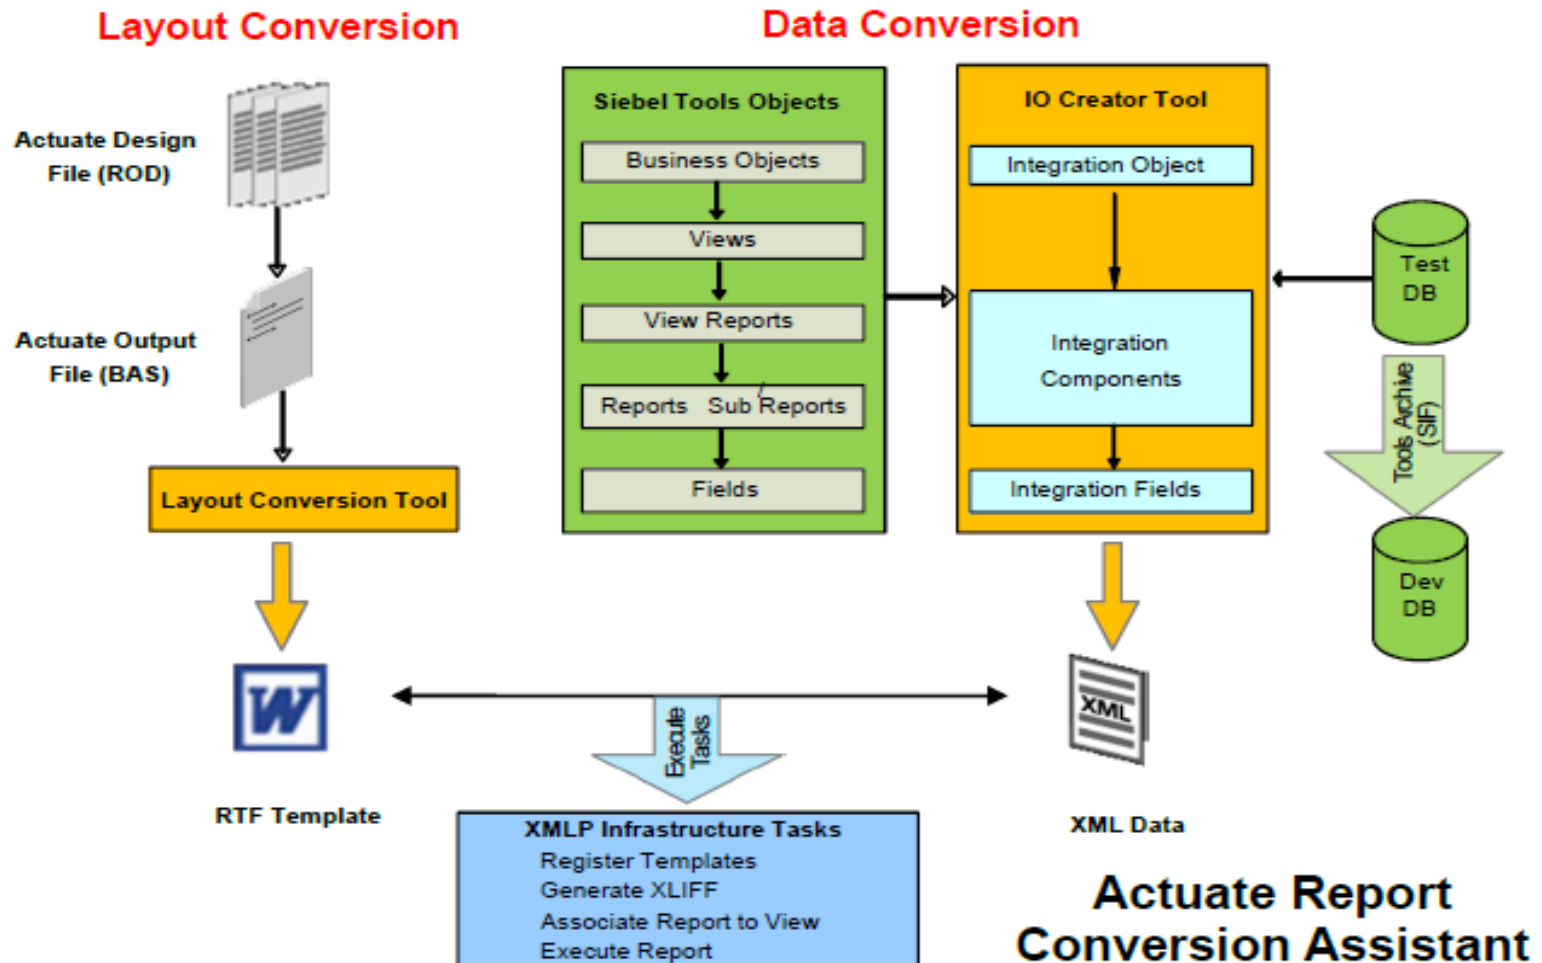 Layout Conversion
Data Conversion
Actuate Design
File (ROD)
Actuate Output
File (BAS)
Layout Conversion Tool
W
RTF Template
Siebel Tools Objects
Business Objects
Views
View Reports
Reports Sub Reports
Fields
IO Creator Tool
Integration Object
Integration
Components
Integration Fields
Test
DB
Tools Archive
(SIF)
Dev
DB
XML
XML Data
Execute
Tasks
XMLP Infrastructure Tasks
Register Templates
Generate XLIFF
Associate Report to View
Execute Report
Actuate Report
Conversion Assistant